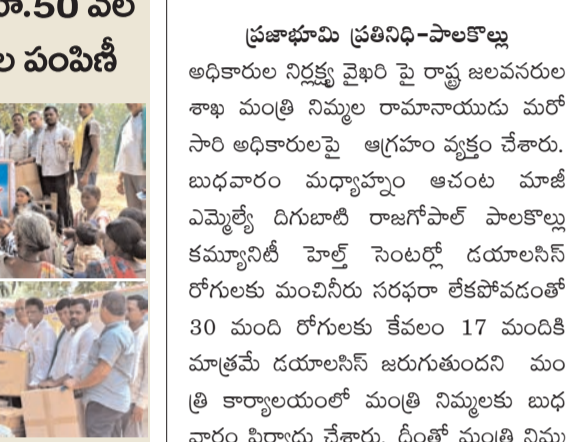 రూ.50 వేల
ల పంపిణీ
ప్రజాభూమి ప్రతినిధి-పాలకొల్లు
అధికారుల నిర్లక్ష్య వైఖరి పై రాష్ట్ర జలవనరుల
శాఖ మంత్రి నిమ్మల రామానాయుడు మరో
సారి అధికారులపై ఆగ్రహం వ్యక్తం చేశారు.
బుధవారం మధ్యాహ్నం ఆచంట మాజీ
ఎమ్మెల్యే దిగుబాటి రాజగోపాల్ పాలకొల్లు
కమ్యూనిటీ హెల్త్ సెంటర్లో డయాలసిస్
రోగులకు మంచినీరు సరఫరా లేకపోవడంతో
30 మంది రోగులకు కేవలం 17 మందికి
మాత్రమే డయాలసిస్ జరుగుతుందని మం
త్రి కార్యాలయంలో మంత్రి నిమ్మలకు బుధ
వారం ఫిర్యాదు చేశారు. దీంతో మంత్రి నిమ్మ